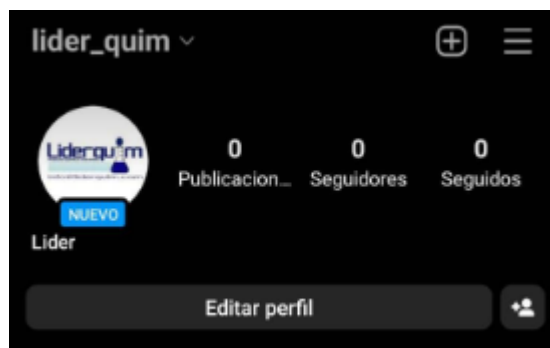 lider_quim
Liderquim
0
Publicacion...
0
Seguidores
0
Seguidos
NUEVO
Lider
Editar perfil